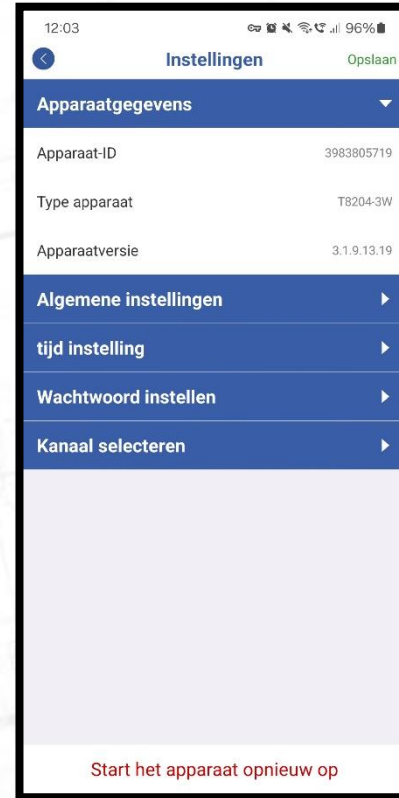 12:03 96%
Instellingen Opslaan
Apparaatgegevens
Apparaat-ID 3983805719
Type apparaat T8204-3W
Apparaatversie 3.1.9.13.19
Algemene instellingen
tijd instelling
Wachtwoord instellen
Kanaal selecteren
Start het apparaat opnieuw op